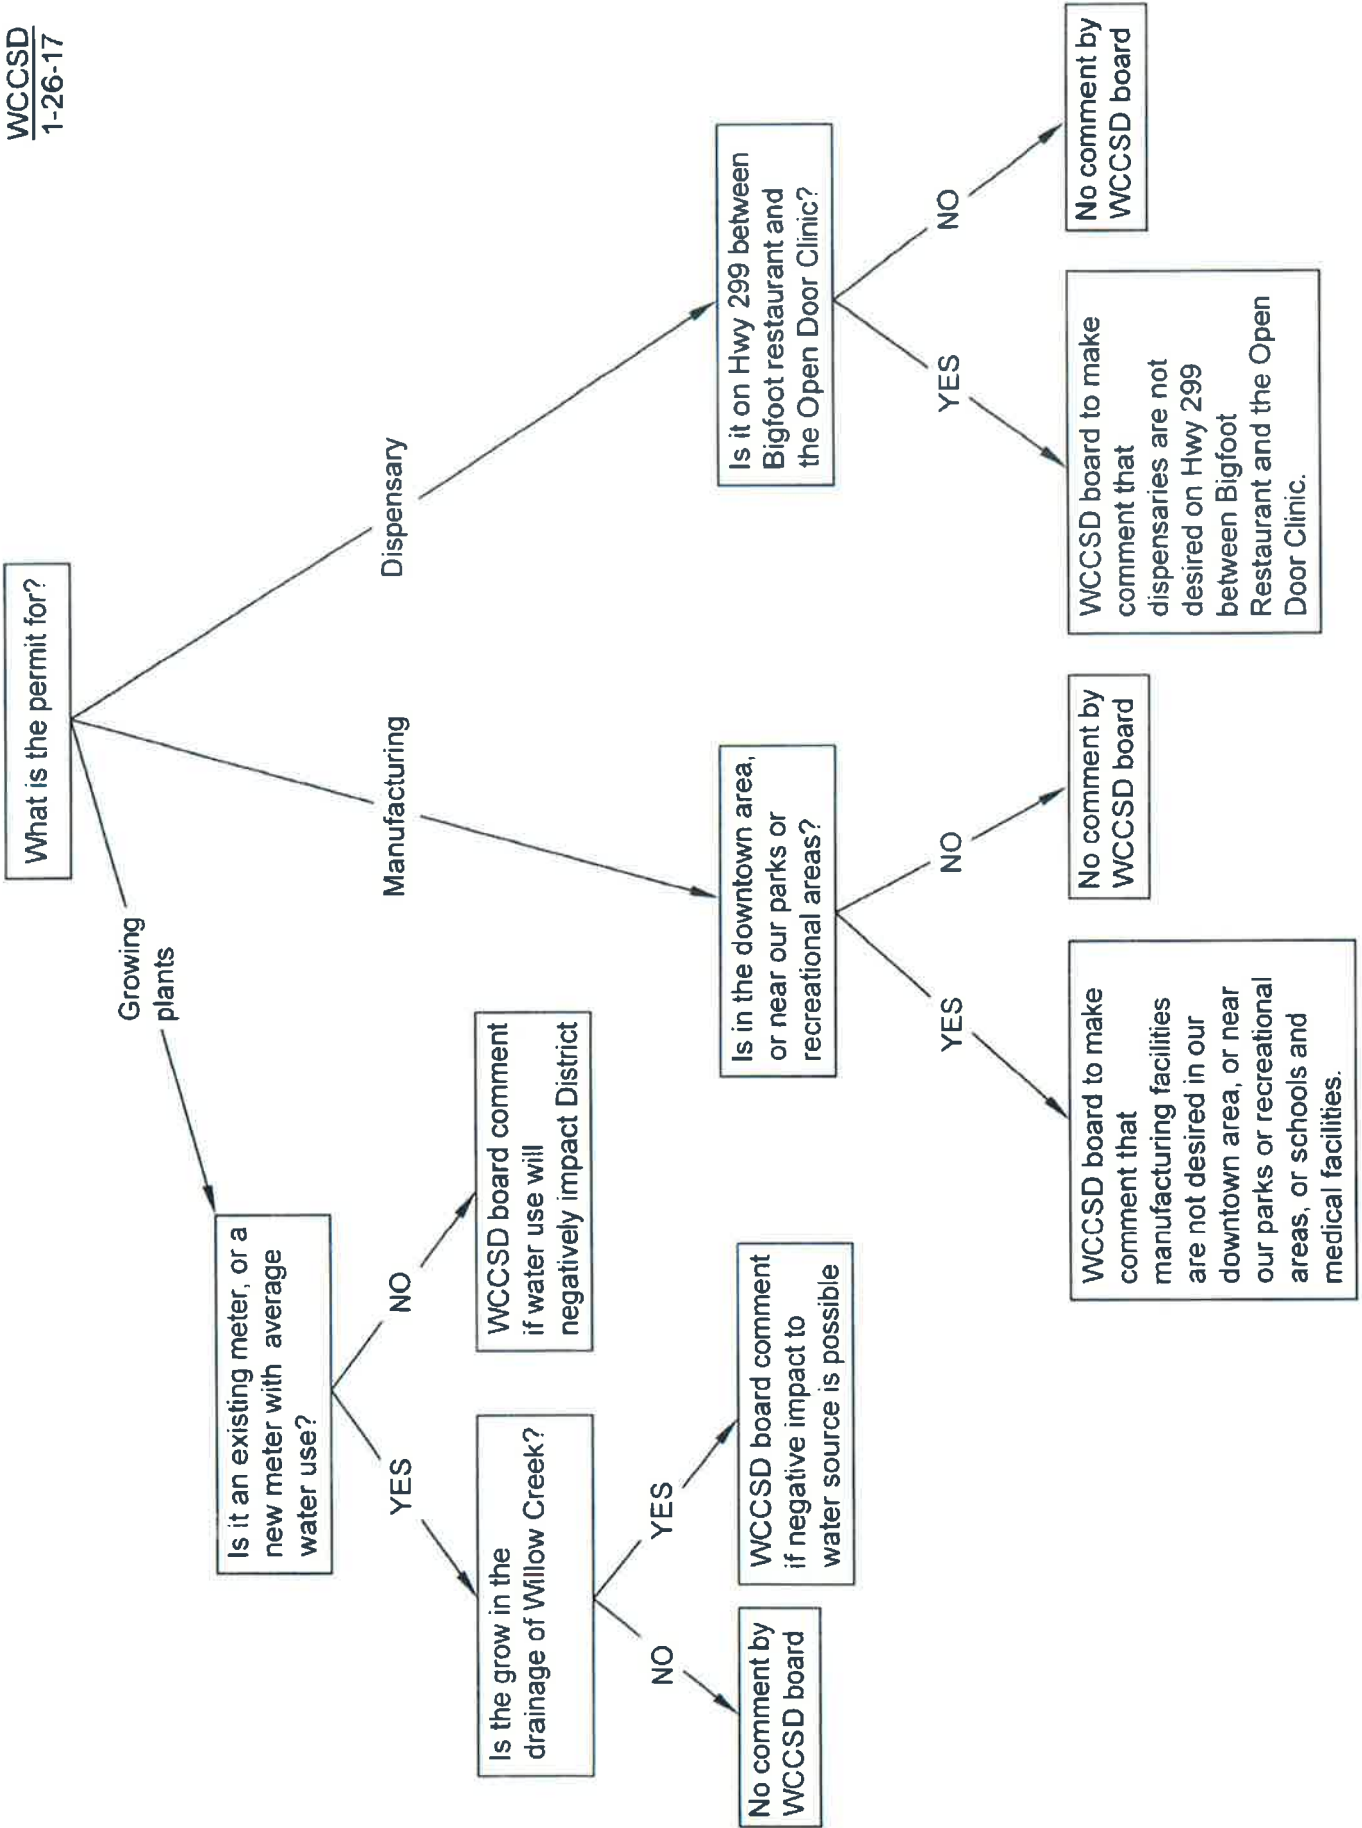 WCCSD
1-26-17
What is the permit for?
Growing
plants
Manufacturing
Dispensary
Is it an existing meter, or a
new meter with average
water use?
YES
NO
Is the grow in the
drainage of Willow Creek?
WCCSD board comment
if water use will
negatively impact District
NO
YES
No comment by
WCCSD board
WCCSD board comment
if negative impact to
water source is possible
Is in the downtown area,
or near our parks or
recreational areas?
YES
NO
WCCSD board to make
comment that
manufacturing facilities
are not desired in our
downtown area, or near
our parks or recreational
areas, or schools and
medical facilities.
No comment by
WCCSD board
Is it on Hwy 299 between
Bigfoot restaurant and
the Open Door Clinic?
YES
NO
WCCSD board to make
comment that
dispensaries are not
desired on Hwy 299
between Bigfoot
Restaurant and the Open
Door Clinic.
No comment by
WCCSD board